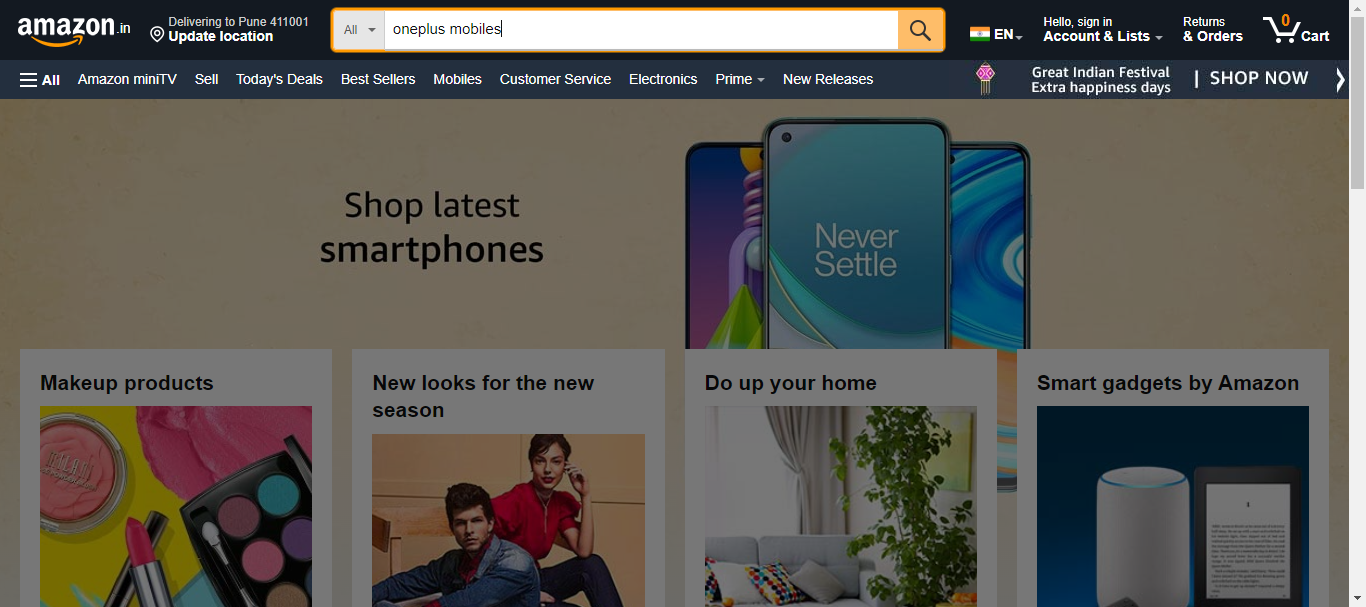 amazon.in
Delivering to Pune 411001
Update location
All
oneplus mobiles
EN
Hello, sign in
Account & Lists
Returns
& Orders
0
Cart
All
Amazon miniTV
Sell
Today's Deals
Best Sellers
Mobiles
Customer Service
Electronics
Prime
New Releases
Great Indian Festival
Extra happiness days
| SHOP NOW
Shop latest
smartphones
Never
Settle
Makeup products
New looks for the new
season
Do up your home
Smart gadgets by Amazon
MILANI